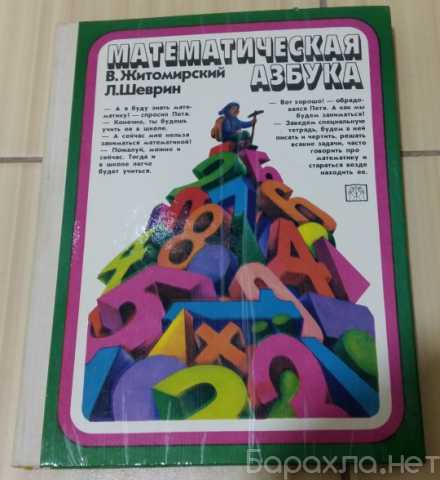 МАТЕМАТИЧЕСКАЯ
АЗБУКА
В. Житомирский
Л. Шеврин
— А я буду знать мате-
матику? — спросил Петя.
— Конечно, ты будешь
учить ее в школе.
— А сейчас мне нельзя
заниматься математикой?
— Пожалуй, можно и
сейчас. Тогда и
в школе легче
будет учиться.
— Вот хорошо! — обрадо-
вался Петя. А как мы
будем заниматься?
— Заведем специальную
тетрадь, будем в ней
писать и чертить, решать
всякие задачи, часто
говорить про
математику и
стараться везде
находить ее.
Барахла.нет